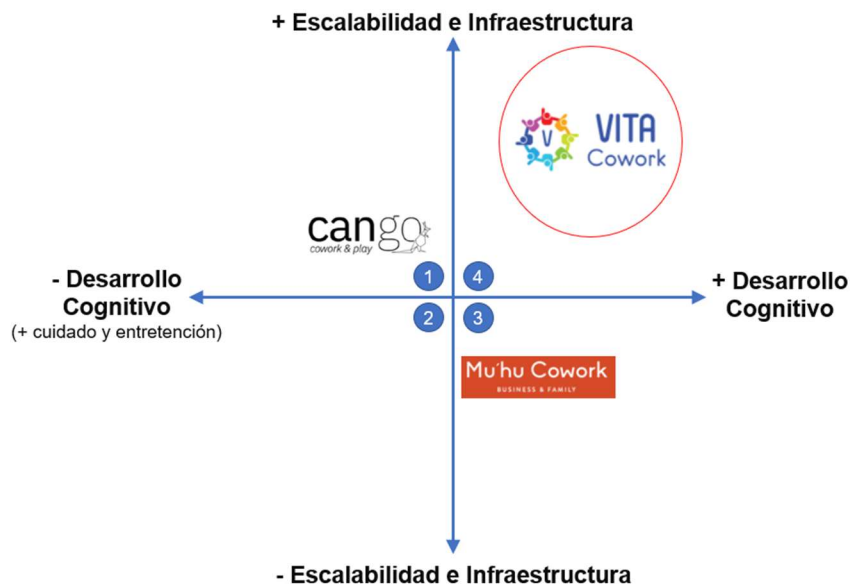 + Escalabilidad e Infraestructura
V
VITA
Cowork
cango
cowork & play
1
4
- Desarrollo
Cognitivo
(+ cuidado y entretención)
+ Desarrollo
Cognitivo
2
3
Mu´hu Cowork
BUSINESS & FAMILY
- Escalabilidad e Infraestructura